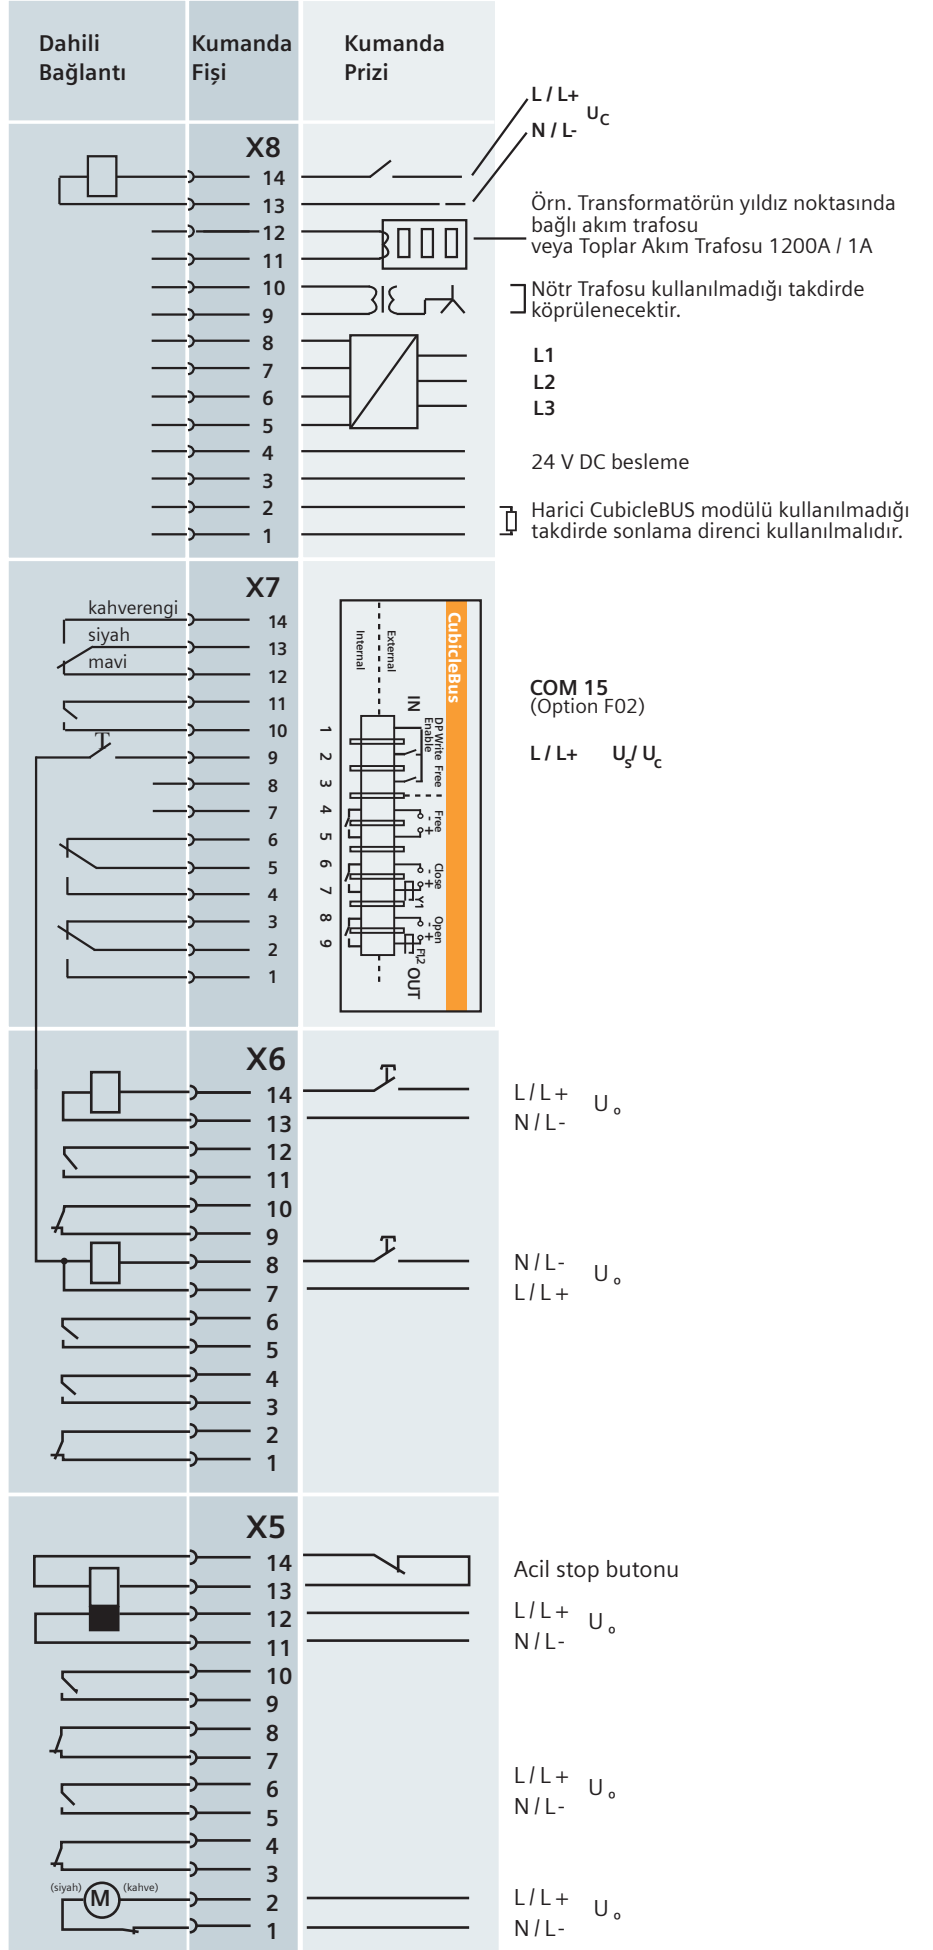 Dahili
Bağlantı
Kumanda
Fişi
Kumanda
Prizi
L / L+
N / L-
UC
X8
14
13
12
11
10
9
8
7
6
5
4
3
2
1
Örn. Transformatörün yıldız noktasında
bağlı akım trafosu
veya Toplar Akım Trafosu 1200A / 1A
Nötr Trafosu kullanılmadığı takdirde
köprülenecektir.
L1
L2
L3
24 V DC besleme
Harici CubicleBUS modülü kullanılmadığı
takdirde sonlama direnci kullanılmalıdır.
X7
kahverengi
siyah
mavi
14
13
12
11
10
9
8
7
6
5
4
3
2
1
CubicleBus
External
Internal
IN
DP Write
Enable
Free
Free
- +
Close
- +
Y1
Open
- +
F1,2
OUT
1
2
3
4
5
6
7
8
9
COM 15
(Option F02)
L / L+ Us/ Uc
X6
14
13
12
11
10
9
8
7
6
5
4
3
2
1
L / L +
N / L -
U o
N / L -
L / L +
U o
X5
14
13
12
11
10
9
8
7
6
5
4
3
2
1
Acil stop butonu
L / L +
N / L -
U o
L / L +
N / L -
U o
(siyah)
M
(kahve)
L / L +
N / L -
U o